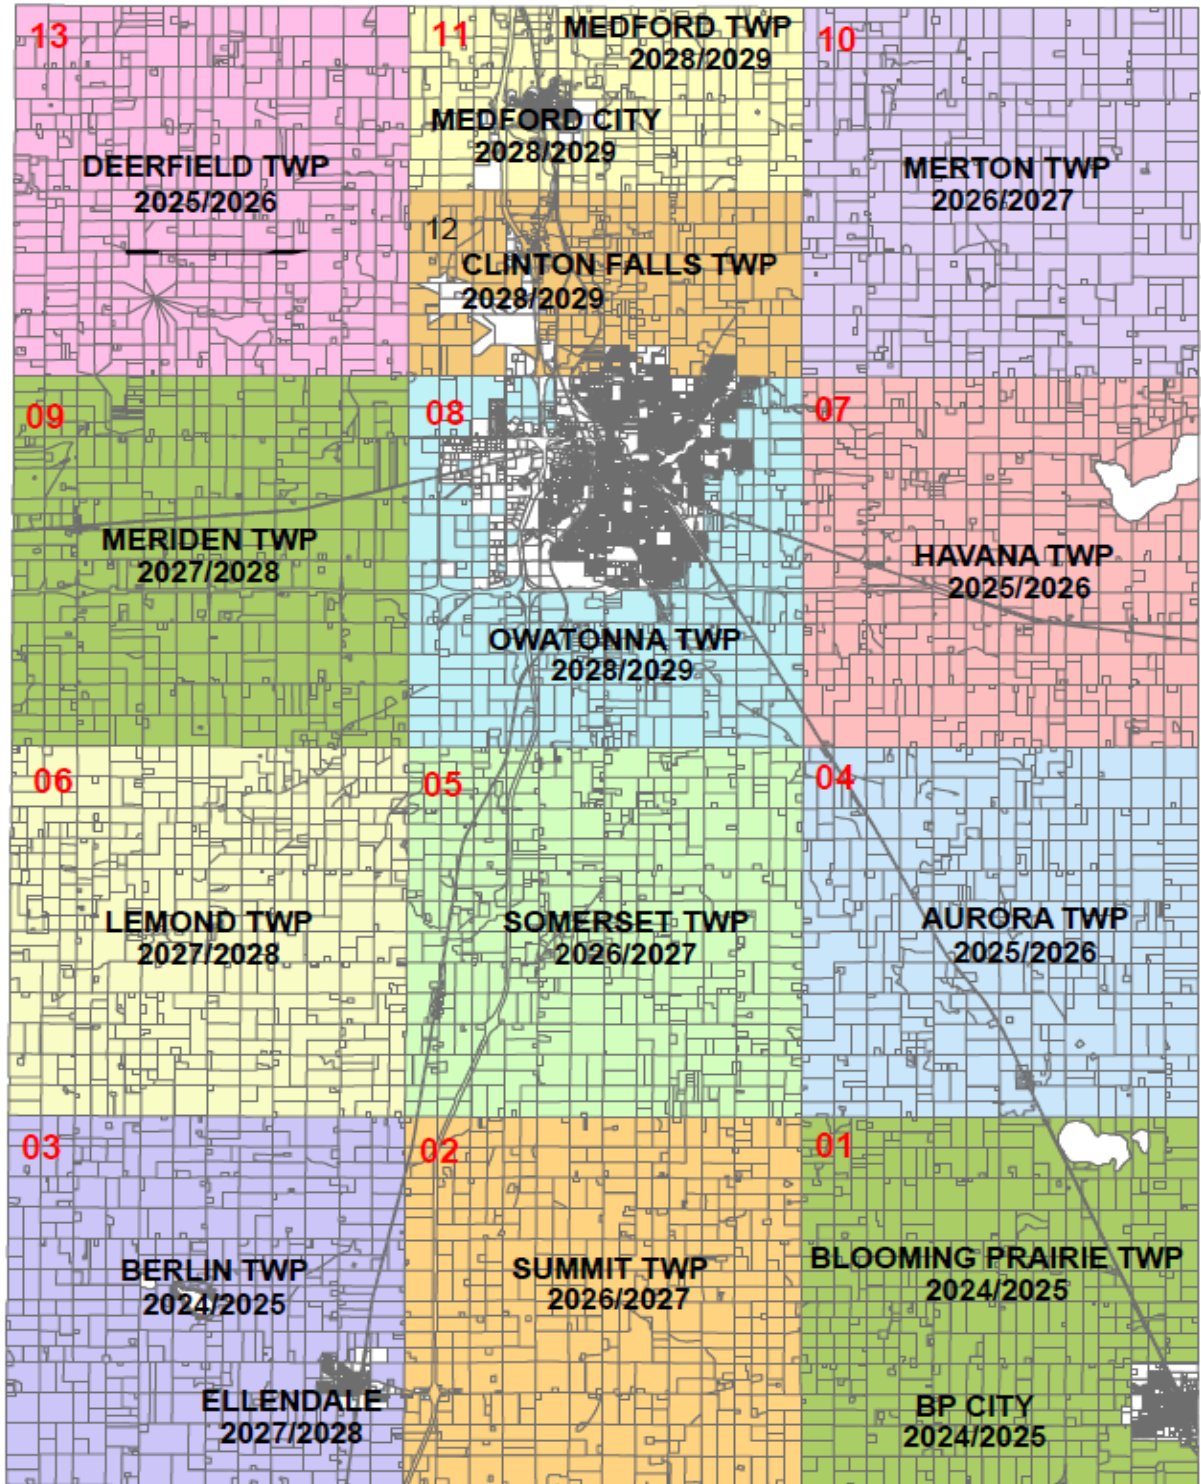 13
DEERFIELD TWP
2025/2026
11
MEDFORD TWP
2028/2029
MEDFORD CITY
2028/2029
10
MERTON TWP
2026/2027
12
CLINTON FALLS TWP
2028/2029
09
MERIDEN TWP
2027/2028
08
OWATONNA TWP
2028/2029
07
HAVANA TWP
2025/2026
06
LEMOND TWP
2027/2028
05
SOMERSET TWP
2026/2027
04
AURORA TWP
2025/2026
03
BERLIN TWP
2024/2025
ELLENDALE
2027/2028
02
SUMMIT TWP
2026/2027
01
BLOOMING PRAIRIE TWP
2024/2025
BP CITY
2024/2025